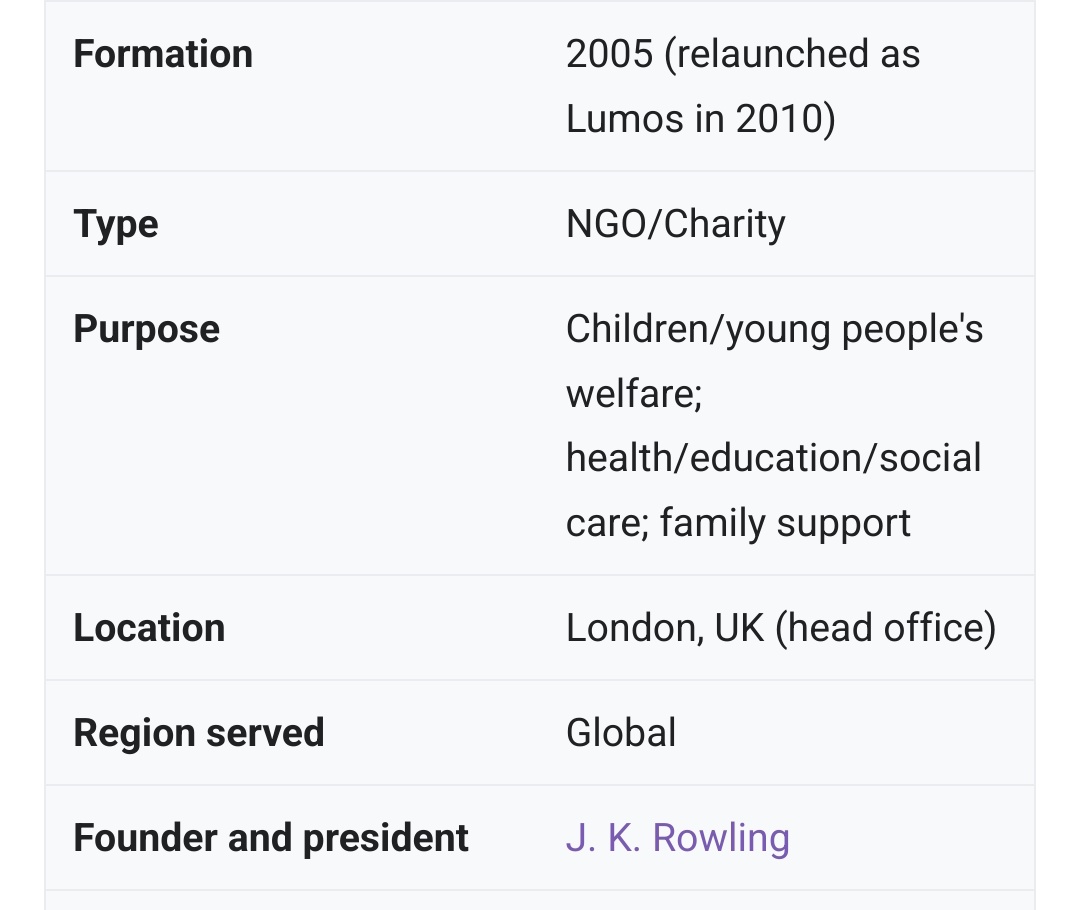 Formation 2005 (relaunched as
Lumos in 2010)
Type NGO/Charity
Purpose Children/young people's
welfare;
health/education/social
care; family support
Location London, UK (head office)
Region served Global
Founder and president J. K. Rowling